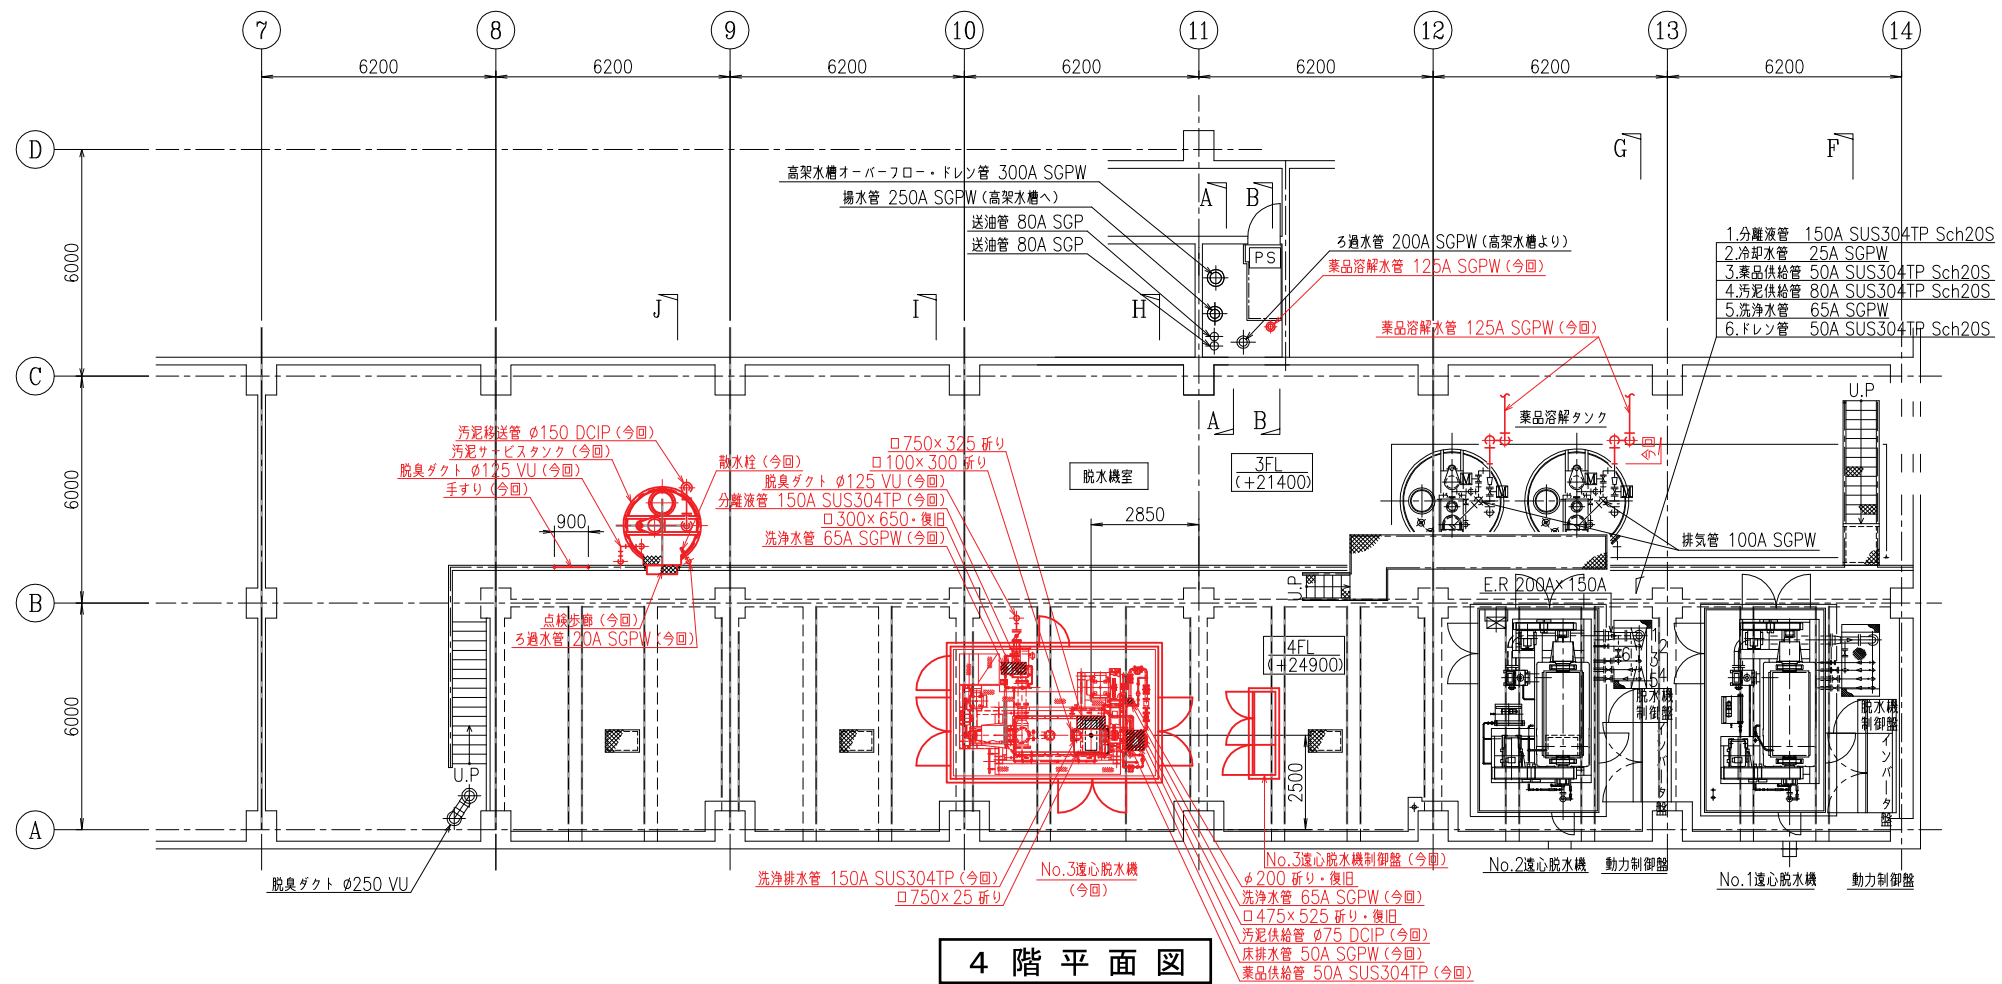 7
8
9
10
11
12
13
14
6200
6200
6200
6200
6200
6200
6200
D
C
B
A
6000
6000
6000
高架水槽オーバーフロー・ドレン管 300A SGPW
揚水管 250A SGPW (高架水槽へ)
送油管 80A SGP
送油管 80A SGP
A
B
G
F
PS
ろ過水管 200A SGPW (高架水槽より)
薬品溶解水管 125A SGPW (今回)
薬品溶解水管 125A SGPW (今回)
1.分離液管 150A SUS304TP Sch20S
2.冷却水管 25A SGPW
3.薬品供給管 50A SUS304TP Sch20S
4.汚泥供給管 80A SUS304TP Sch20S
5.洗浄水管 65A SGPW
6.ドレン管 50A SUS304TP Sch20S
J
I
H
A
B
U.P
薬品溶解タンク
今回
汚泥移送管 φ150 DCIP (今回)
汚泥サービスタンク (今回)
脱臭ダクト φ125 VU (今回)
手すり (今回)
900
散水栓 (今回)
□750×325 斫り
□100×300 斫り
脱臭ダクト φ125 VU (今回)
分離液管 150A SUS304TP (今回)
□300×650・復旧
洗浄水管 65A SGPW (今回)
脱水機室
3FL
(+21400)
2850
排気管 100A SGPW
U.P
E.R 200A×150A
点検歩廊 (今回)
ろ過水管 20A SGPW (今回)
4FL
(+24900)
1
2
3
4
5
6
脱水機
制御盤
インバータ盤
脱水機
制御盤
インバータ盤
U.P
2500
脱臭ダクト φ250 VU
洗浄排水管 150A SUS304TP (今回)
□750×25 斫り
No.3遠心脱水機
(今回)
No.3遠心脱水機制御盤 (今回)
φ200 斫り・復旧
洗浄水管 65A SGPW (今回)
□475×525 斫り・復旧
汚泥供給管 φ75 DCIP (今回)
床排水管 50A SGPW (今回)
薬品供給管 50A SUS304TP (今回)
No.2遠心脱水機
動力制御盤
No.1遠心脱水機
動力制御盤
4階平面図